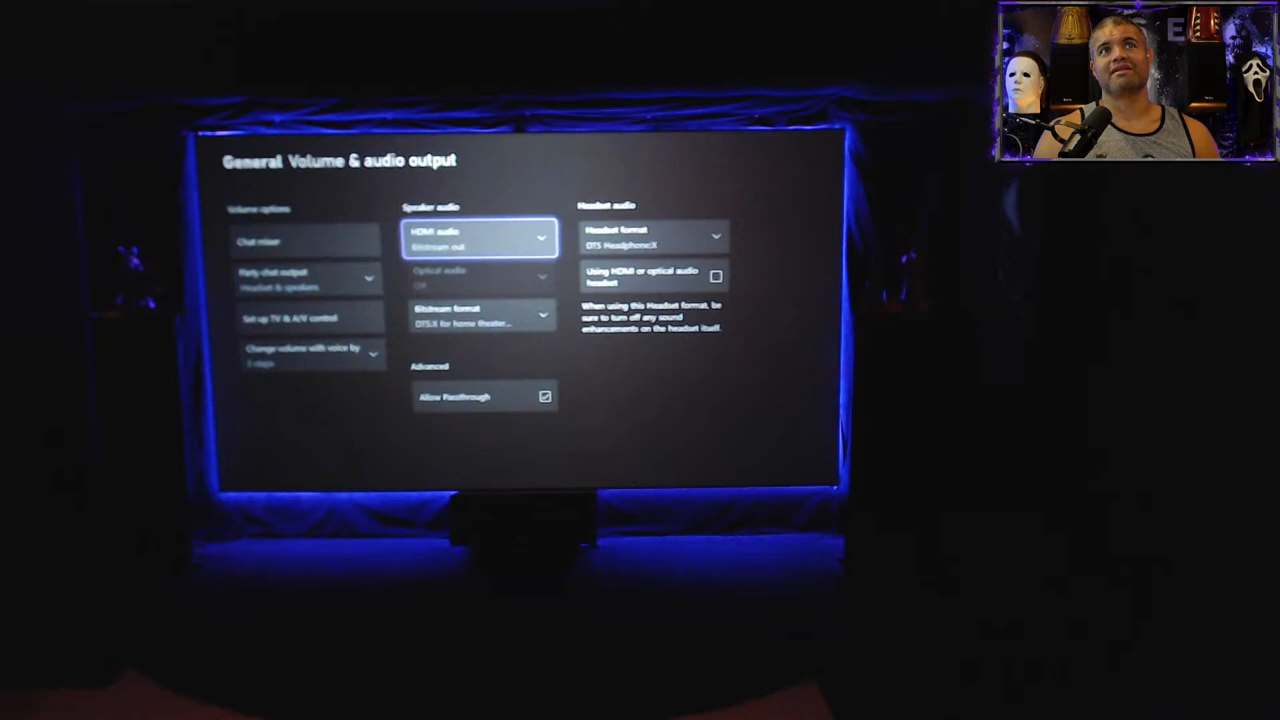 General Volume & audio output
Volume options
Chat mixer
Party chat output
Headset & speakers
Set up TV & A/V control
Change volume with voice by
3 steps
Speaker audio
HDMI audio
Bitstream out
Optical audio
Off
Bitstream format
DTS:X for home theater...
Advanced
Allow Passthrough
Headset audio
Headset format
DTS Headphone:X
Using HDMI or optical audio
headset
When using this Headset format, be
sure to turn off any sound
enhancements on the headset itself.
E